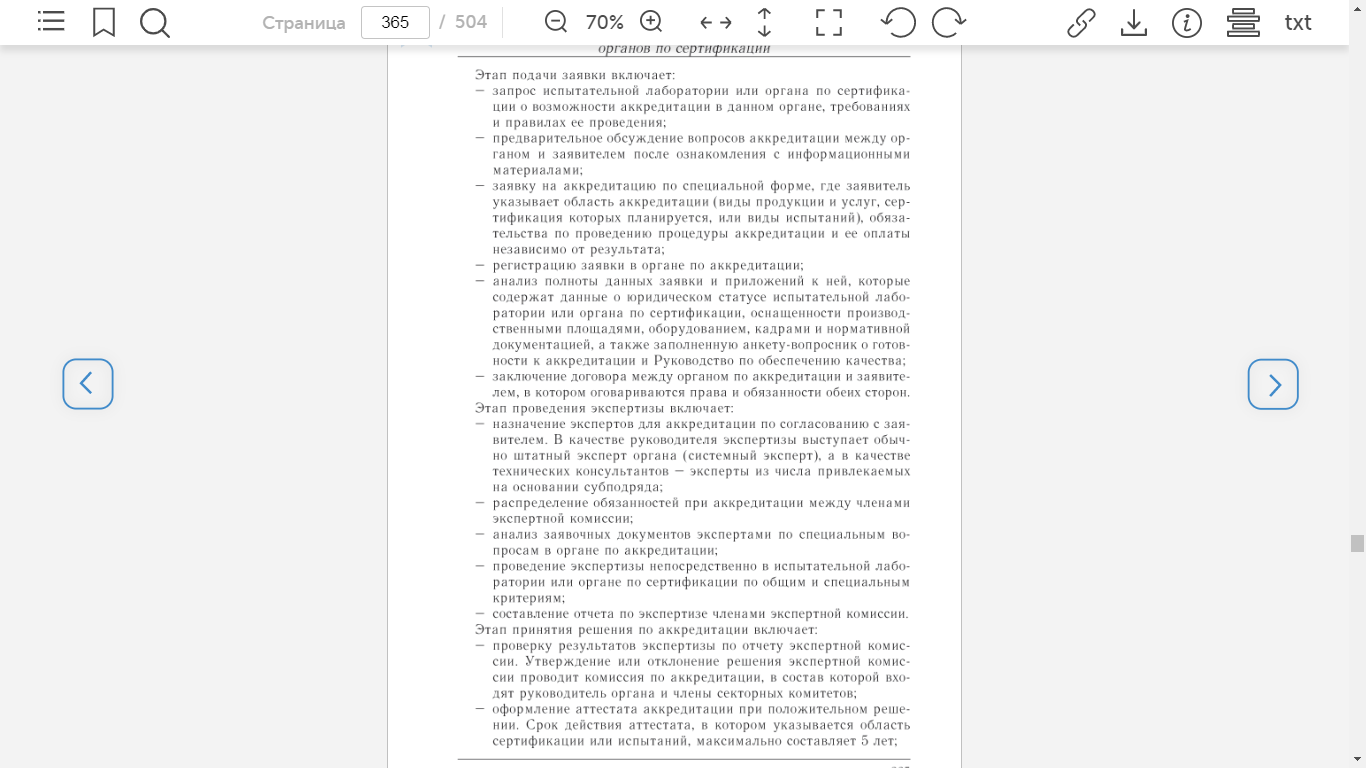 Страница 365 / 504 70% txt
органов по сертификации
Этап подачи заявки включает:
— запрос испытательной лаборатории или органа по сертифика-
ции о возможности аккредитации в данном органе, требованиях
и правилах ее проведения;
— предварительное обсуждение вопросов аккредитации между ор-
ганом и заявителем после ознакомления с информационными
материалами;
— заявку на аккредитацию по специальной форме, где заявитель
указывает область аккредитации (виды продукции и услуг, сер-
тификация которых планируется, или виды испытаний), обяза-
тельства по проведению процедуры аккредитации и ее оплаты
независимо от результата;
— регистрацию заявки в органе по аккредитации;
— анализ полноты данных заявки и приложений к ней, которые
содержат данные о юридическом статусе испытательной лабо-
ратории или органа по сертификации, оснащенности производ-
ственными площадями, оборудованием, кадрами и нормативной
документацией, а также заполненную анкету-вопросник о готов-
ности к аккредитации и Руководство по обеспечению качества;
— заключение договора между органом по аккредитации и заявите-
лем, в котором оговариваются права и обязанности обеих сторон.
Этап проведения экспертизы включает:
— назначение экспертов для аккредитации по согласованию с зая-
вителем. В качестве руководителя экспертизы выступает обыч-
но штатный эксперт органа (системный эксперт), а в качестве
технических консультантов — эксперты из числа привлекаемых
на основании субподряда;
— распределение обязанностей при аккредитации между членами
экспертной комиссии;
— анализ заявочных документов экспертами по специальным во-
просам в органе по аккредитации;
— проведение экспертизы непосредственно в испытательной лабо-
ратории или органе по сертификации по общим и специальным
критериям;
— составление отчета по экспертизе членами экспертной комиссии.
Этап принятия решения по аккредитации включает:
— проверку результатов экспертизы по отчету экспертной комис-
сии. Утверждение или отклонение решения экспертной комис-
сии проводит комиссия по аккредитации, в состав которой вхо-
дят руководитель органа и члены секторных комитетов;
— оформление аттестата аккредитации при положительном реше-
нии. Срок действия аттестата, в котором указывается область
сертификации или испытаний, максимально составляет 5 лет;